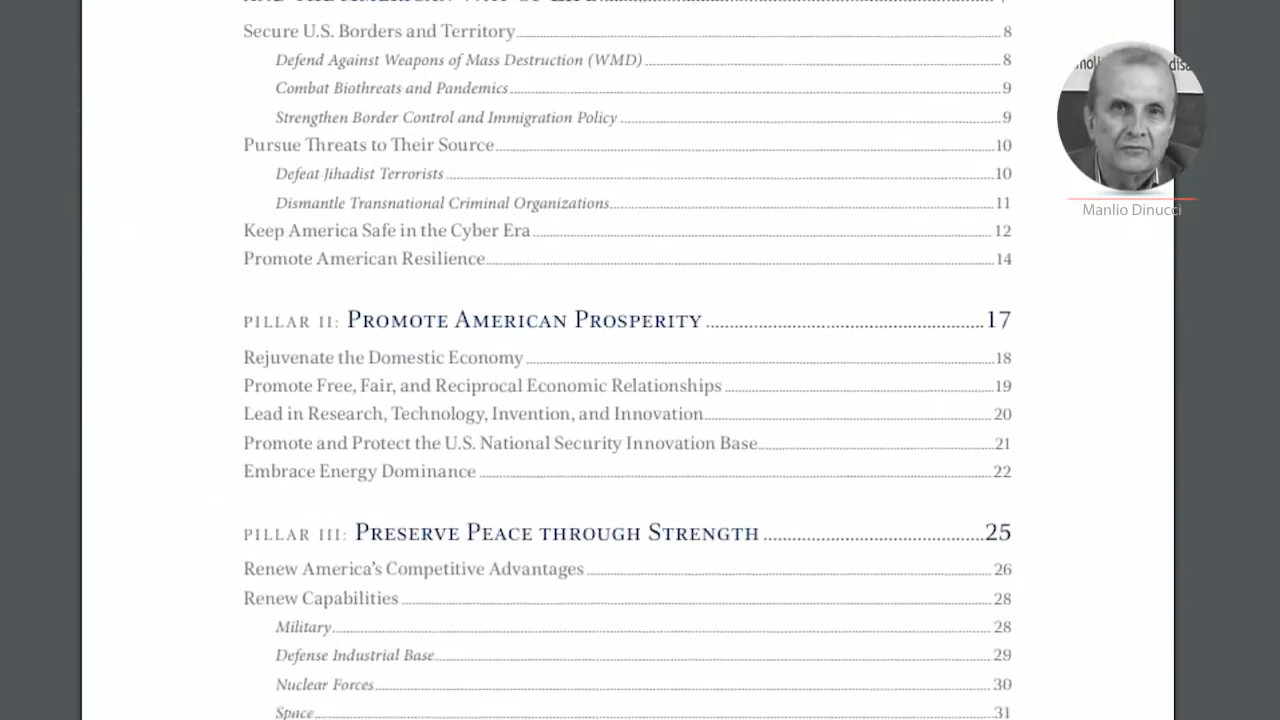 AND THE AMERICAN WAY OF LIFE
Secure U.S. Borders and Territory 8
Defend Against Weapons of Mass Destruction (WMD) 8
Combat Biothreats and Pandemics 9
Strengthen Border Control and Immigration Policy 9
Pursue Threats to Their Source 10
Defeat Jihadist Terrorists 10
Dismantle Transnational Criminal Organizations 11
Keep America Safe in the Cyber Era 12
Promote American Resilience 14
PILLAR II: PROMOTE AMERICAN PROSPERITY 17
Rejuvenate the Domestic Economy 18
Promote Free, Fair, and Reciprocal Economic Relationships 19
Lead in Research, Technology, Invention, and Innovation 20
Promote and Protect the U.S. National Security Innovation Base 21
Embrace Energy Dominance 22
PILLAR III: PRESERVE PEACE THROUGH STRENGTH 25
Renew America's Competitive Advantages 26
Renew Capabilities 28
Military 28
Defense Industrial Base 29
Nuclear Forces 30
Space 31
Manlio Dinucci